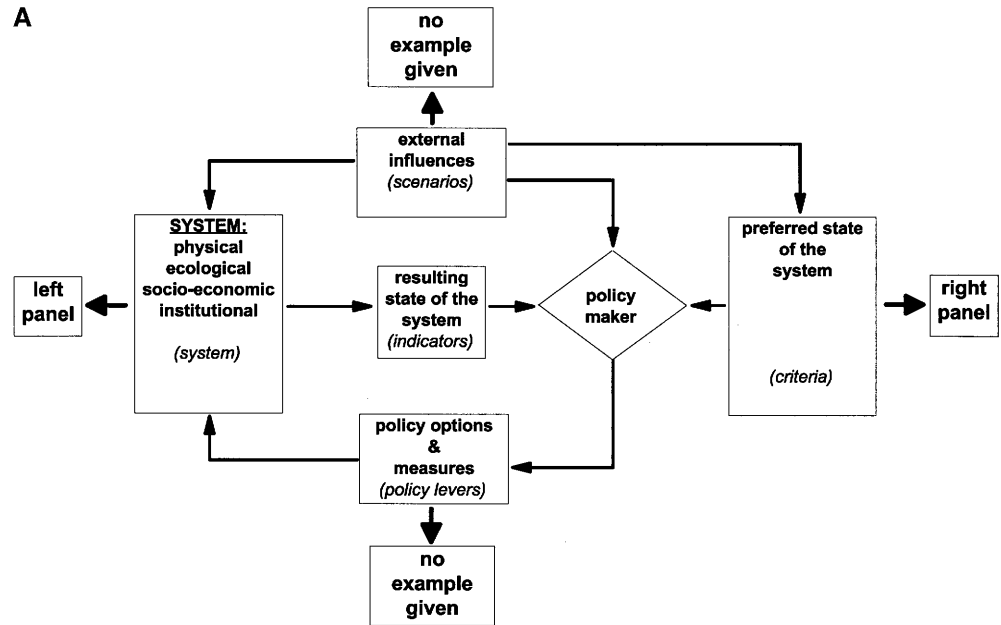 A
no
example
given
external
influences
(scenarios)
SYSTEM:
physical
ecological
socio-economic
institutional
(system)
left
panel
resulting
state of the
system
(indicators)
policy
maker
preferred state
of the
system
(criteria)
right
panel
policy options
&
measures
(policy levers)
no
example
given